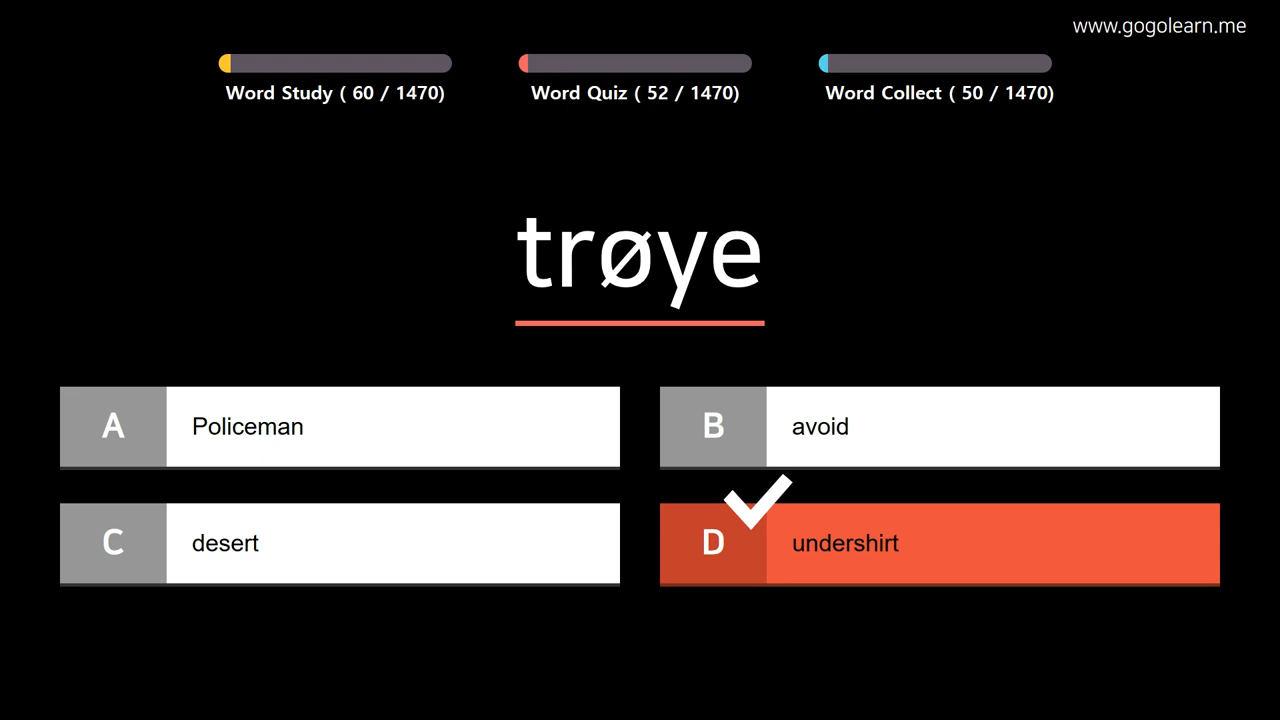 www.gogolearn.me
Word Study ( 60 / 1470)
Word Quiz ( 52 / 1470)
Word Collect ( 50 / 1470)
trøye
A Policeman
B avoid
C desert
D undershirt